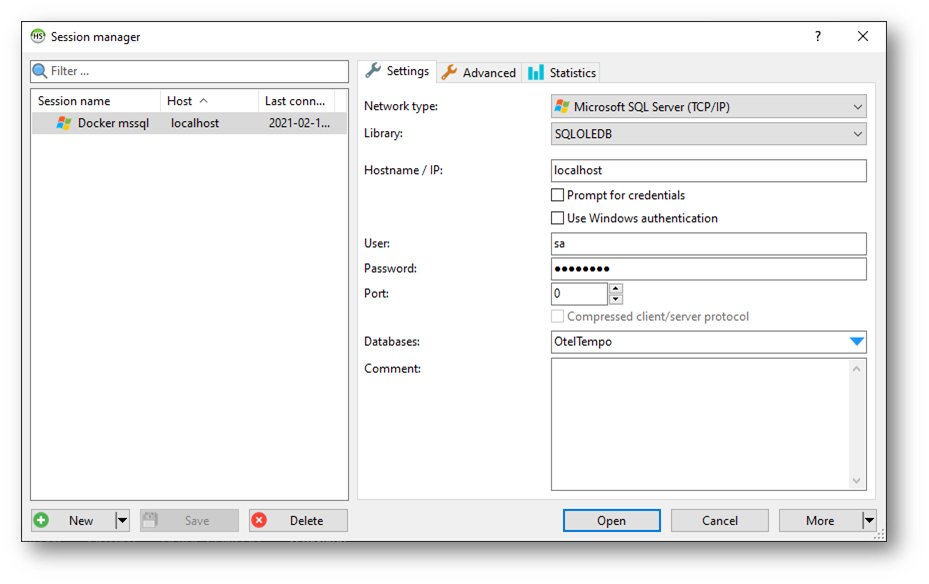 HS Session manager ?
Filter ...
Session name Host Last conn...
Docker mssql localhost 2021-02-1...
Settings Advanced Statistics
Network type: Microsoft SQL Server (TCP/IP)
Library: SQLOLEDB
Hostname / IP: localhost
Prompt for credentials
Use Windows authentication
User: sa
Password: ●●●●●●●●
Port: 0
Compressed client/server protocol
Databases: OtelTempo
Comment:
New Save Delete Open Cancel More